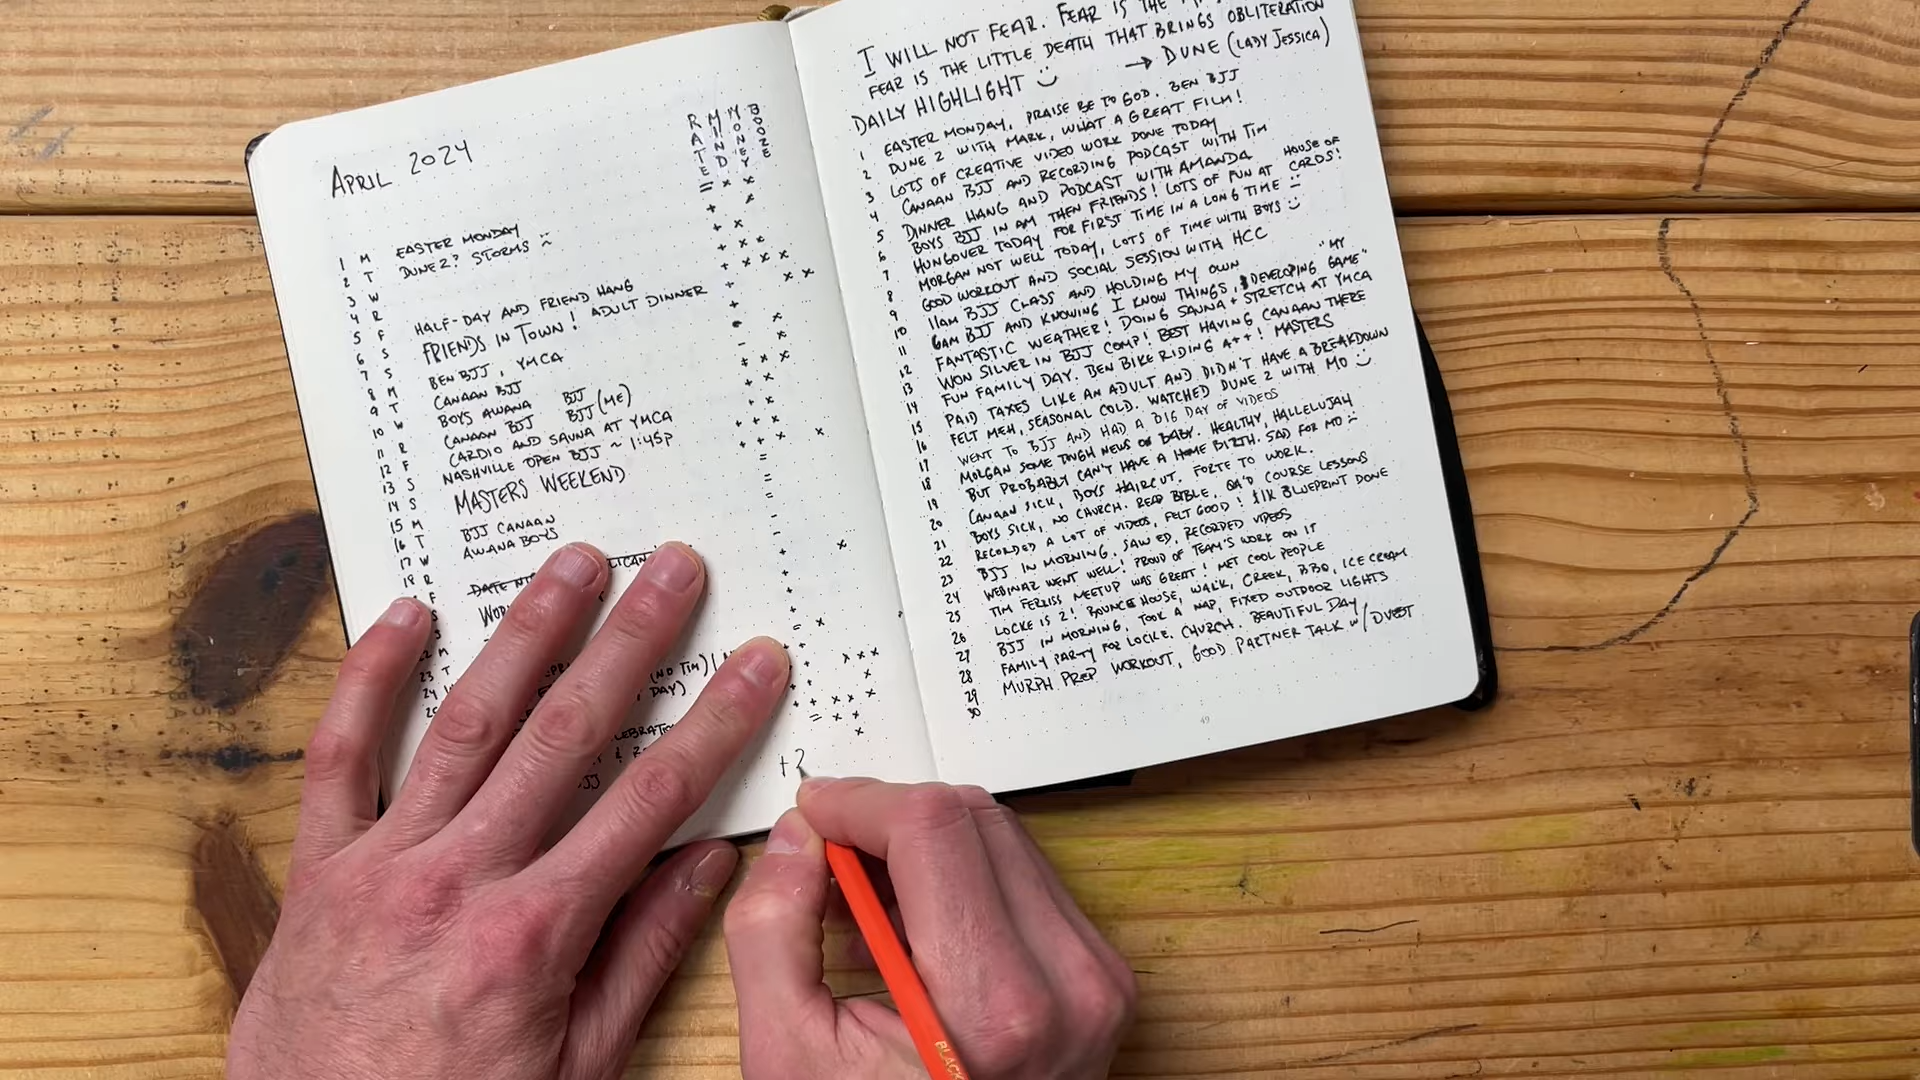 APRIL 2024
RATE MIND MONEY BOOZE
1 M EASTER MONDAY
2 T DUNE 2? STORMS ~
3 W
4 R
5 F HALF-DAY AND FRIEND HANG
6 S FRIENDS IN TOWN! ADULT DINNER
7 S
8 M BEN BJJ, YMCA
9 T CANAAN BJJ
10 W BOYS AWANA BJJ
11 R CANAAN BJJ BJJ (ME)
12 F CARDIO AND SAUNA AT YMCA
13 S NASHVILLE OPEN BJJ ~ 1:45P
14 S MASTERS WEEKEND
15 M
16 T BJJ CANAAN
17 W AWANA BOYS
18 R
F DATE
S
S
22 M
23 T (NO TIM)
24 DAY)
+ 2
I WILL NOT FEAR. FEAR IS THE
FEAR IS THE LITTLE DEATH THAT BRINGS OBLITERATION
→ DUNE (LADY JESSICA)
DAILY HIGHLIGHT :)
1 EASTER MONDAY, PRAISE BE TO GOD. BEN BJJ
2 DUNE 2 WITH MARK, WHAT A GREAT FILM!
3 LOTS OF CREATIVE VIDEO WORK DONE TODAY
4 CANAAN BJJ AND RECORDING PODCAST WITH TIM
5 DINNER HANG AND PODCAST WITH AMANDA
6 BOYS BJJ IN AM THEN FRIENDS! LOTS OF FUN AT HOUSE OF CARDS!
7 HUNGOVER TODAY FOR FIRST TIME IN A LONG TIME
8 MORGAN NOT WELL TODAY, LOTS OF TIME WITH BOYS :)
9 GOOD WORKOUT AND SOCIAL SESSION WITH HCC
10 11AM BJJ CLASS AND HOLDING MY OWN
11 6AM BJJ AND KNOWING I KNOW THINGS, DEVELOPING "MY GAME"
12 FANTASTIC WEATHER! DOING SAUNA + STRETCH AT YMCA
13 WON SILVER IN BJJ COMP! BEST HAVING CANAAN THERE
14 FUN FAMILY DAY. BEN BIKE RIDING A++! MASTERS
15 PAID TAXES LIKE AN ADULT AND DIDN'T HAVE A BREAKDOWN
16 FELT MEH, SEASONAL COLD. WATCHED DUNE 2 WITH MO :)
17 WENT TO BJJ AND HAD A BIG DAY OF VIDEOS
18 MORGAN SOME TOUGH NEWS ON BABY. HEALTHY, HALLELUJAH
19 BUT PROBABLY CAN'T HAVE A HOME BIRTH. SAD FOR MO
20 CANAAN SICK, BOYS HAIRCUT. FORTE TO WORK.
21 BOYS SICK, NO CHURCH. READ BIBLE, QA'D COURSE LESSONS
22 RECORDED A LOT OF VIDEOS, FELT GOOD! $1K BLUEPRINT DONE
23 BJJ IN MORNING, SAW ED, RECORDED VIDEOS
24 WEBINAR WENT WELL! PROUD OF TEAM'S WORK ON IT
25 TIM FERRISS MEETUP WAS GREAT! MET COOL PEOPLE
26 LOCKE IS 2! BOUNCE HOUSE, WALK, CREEK, BBQ, ICE CREAM
27 BJJ IN MORNING, TOOK A NAP, FIXED OUTDOOR LIGHTS
28 FAMILY PARTY FOR LOCKE. CHURCH. BEAUTIFUL DAY
29 MURPH PREP WORKOUT, GOOD PARTNER TALK W/
30
49
BLACK